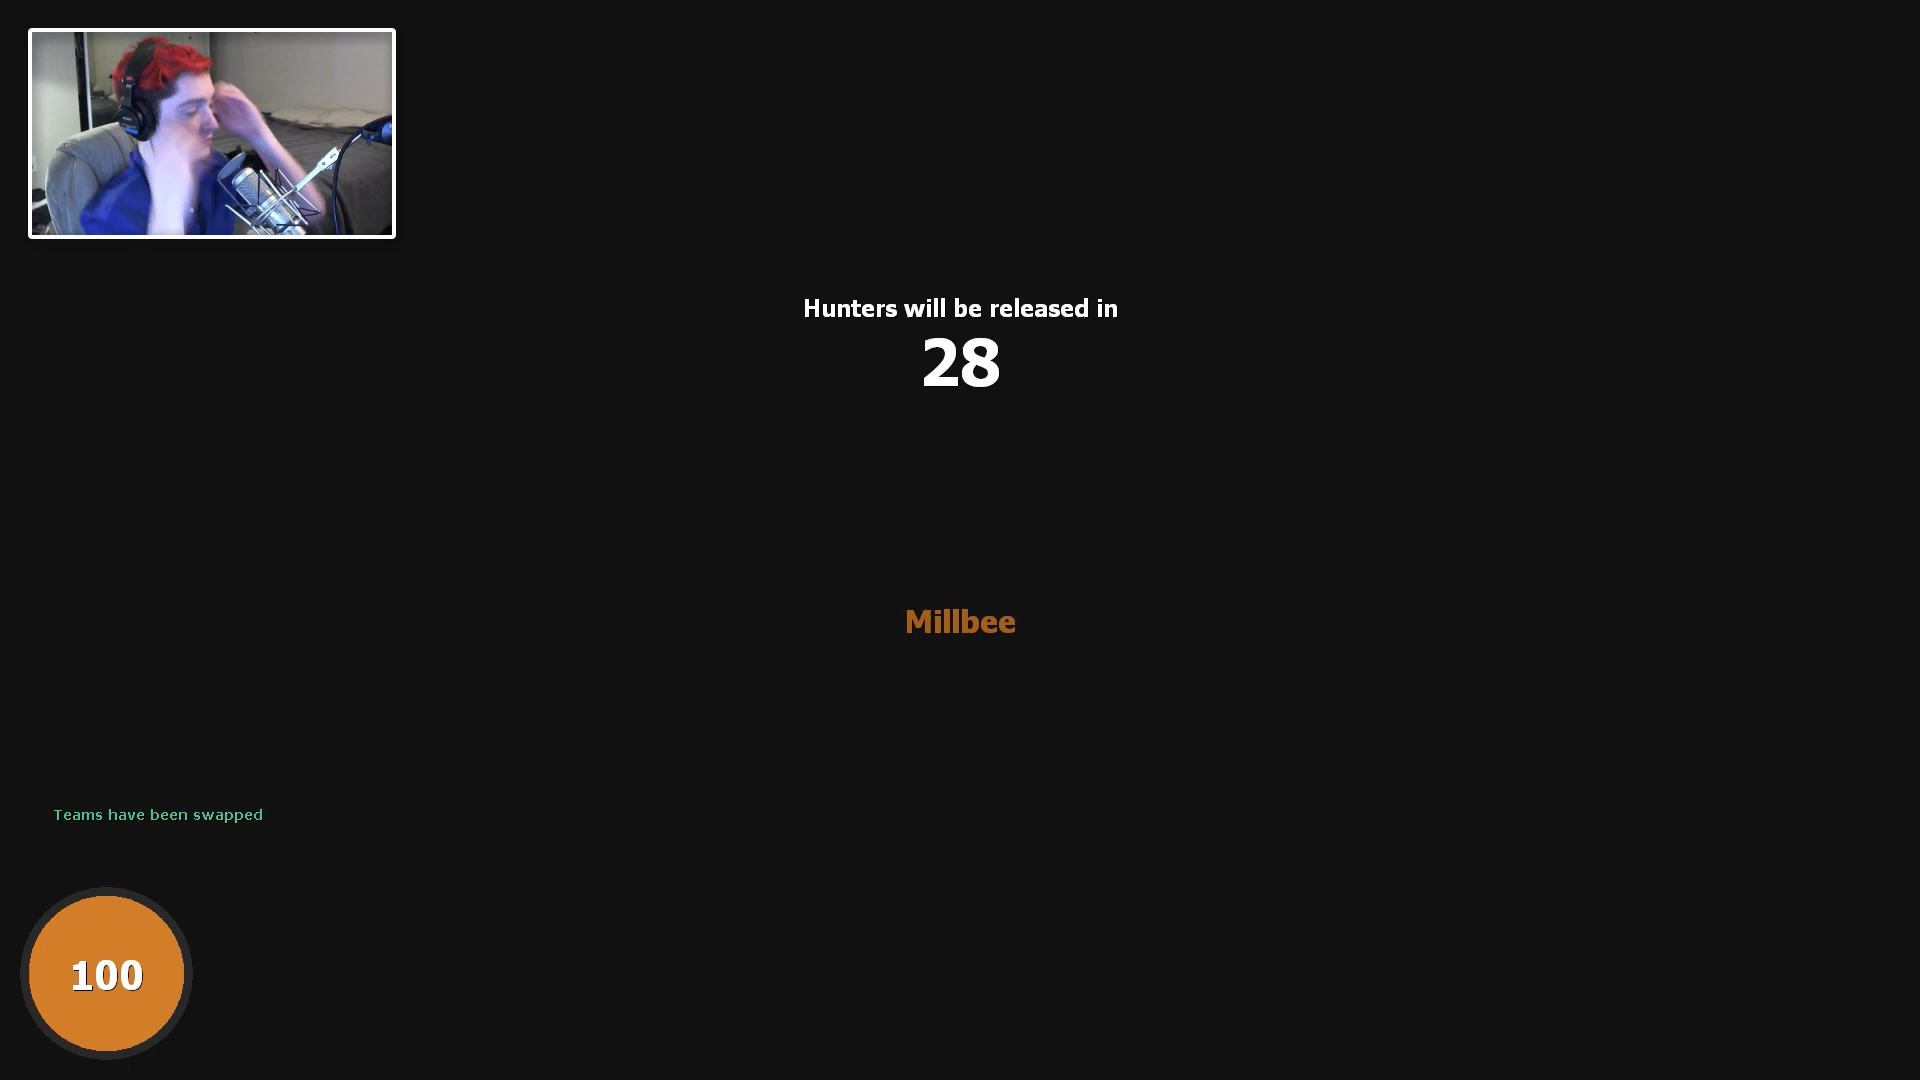 Hunters will be released in
28
Millbee
Teams have been swapped
100